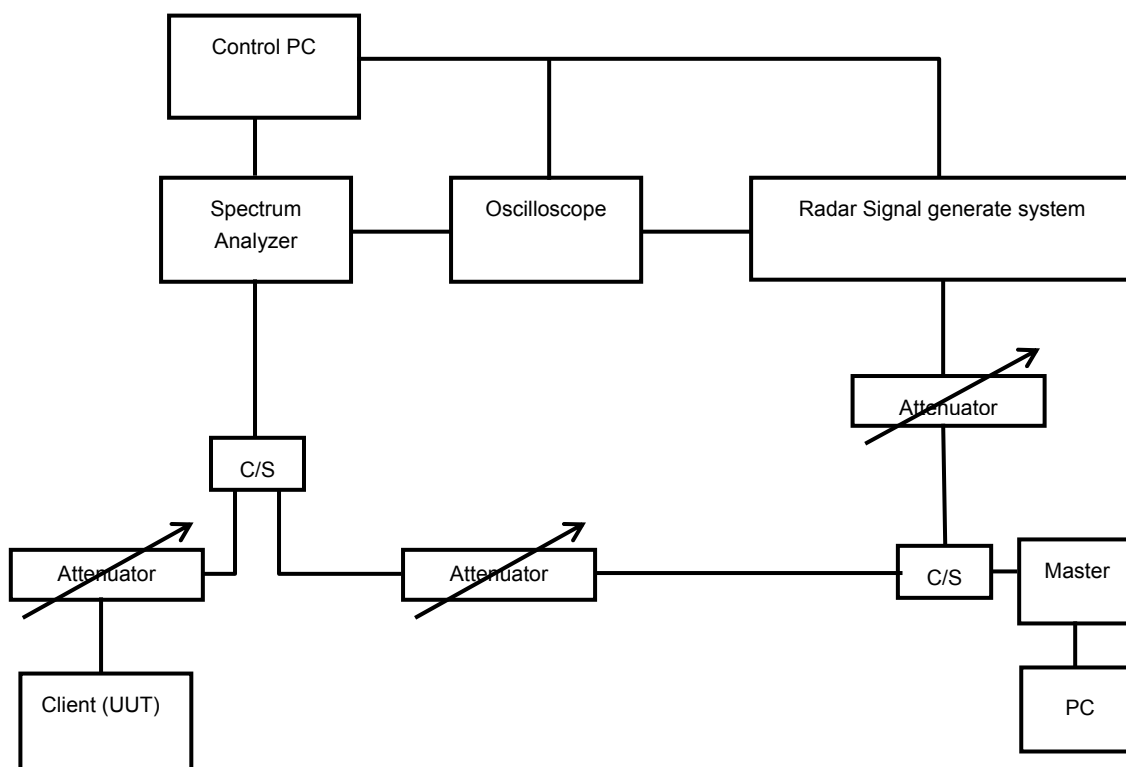 Control PC
Spectrum
Analyzer
Oscilloscope
Radar Signal generate system
Attenuator
C/S
Attenuator
Attenuator
C/S
Master
Client (UUT)
PC